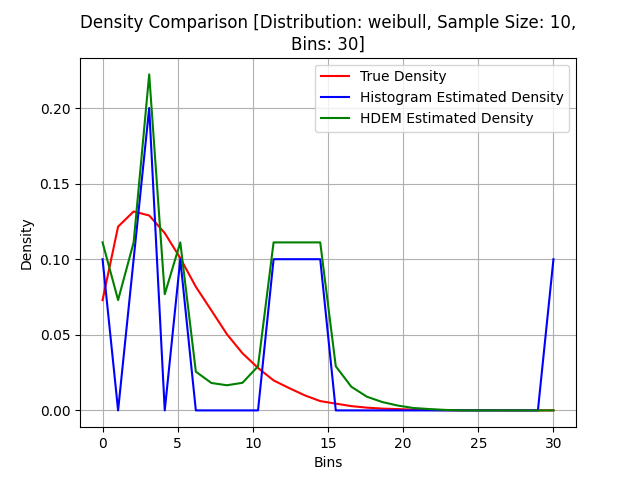 Density Comparison [Distribution: weibull, Sample Size: 10,
Bins: 30]
True Density
Histogram Estimated Density
HDEM Estimated Density
Density
0.20
0.15
0.10
0.05
0.00
0 5 10 15 20 25 30
Bins